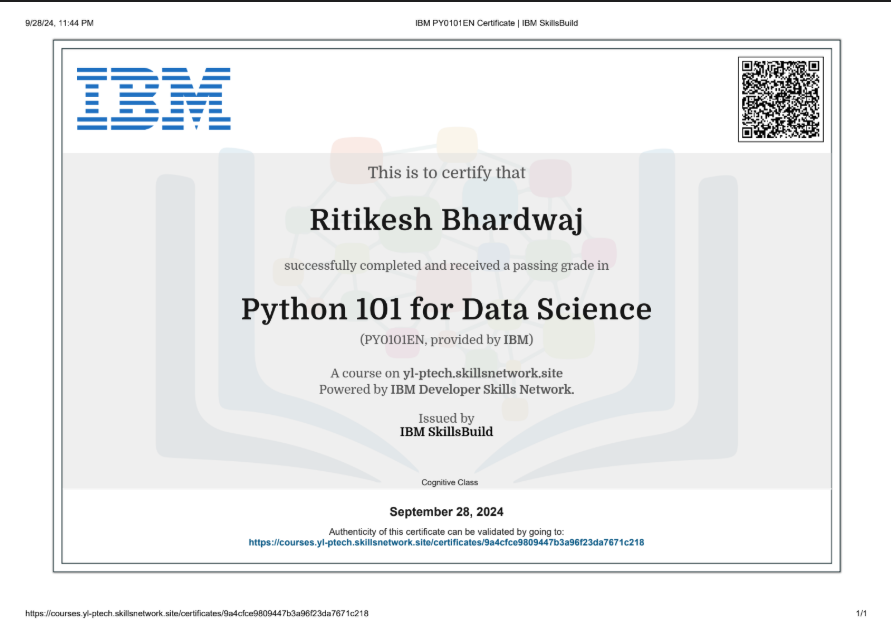 9/28/24, 11:44 PM
IBM PY0101EN Certificate | IBM SkillsBuild
IBM
This is to certify that
Ritikesh Bhardwaj
successfully completed and received a passing grade in
Python 101 for Data Science
(PY0101EN, provided by IBM)
A course on yl-ptech.skillsnetwork.site
Powered by IBM Developer Skills Network.
Issued by
IBM SkillsBuild
Cognitive Class
September 28, 2024
Authenticity of this certificate can be validated by going to:
https://courses.yl-ptech.skillsnetwork.site/certificates/9a4cfce9809447b3a96f23da7671c218
https://courses.yl-ptech.skillsnetwork.site/certificates/9a4cfce9809447b3a96f23da7671c218
1/1